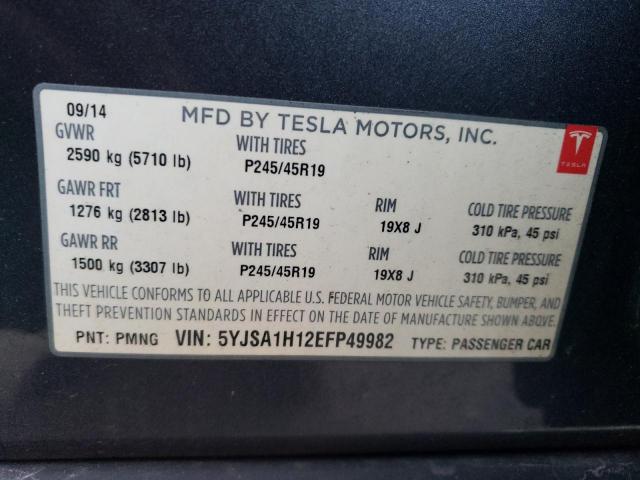 09/14 MFD BY TESLA MOTORS, INC.
GVWR WITH TIRES
2590 kg (5710 lb) P245/45R19
TESLA
GAWR FRT WITH TIRES RIM COLD TIRE PRESSURE
1276 kg (2813 lb) P245/45R19 19X8 J 310 kPa, 45 psi
GAWR RR WITH TIRES RIM COLD TIRE PRESSURE
1500 kg (3307 lb) P245/45R19 19X8 J 310 kPa, 45 psi
THIS VEHICLE CONFORMS TO ALL APPLICABLE U.S. FEDERAL MOTOR VEHICLE SAFETY, BUMPER, AND
THEFT PREVENTION STANDARDS IN EFFECT ON THE DATE OF MANUFACTURE SHOWN ABOVE.
PNT: PMNG VIN: 5YJSA1H12EFP49982 TYPE: PASSENGER CAR